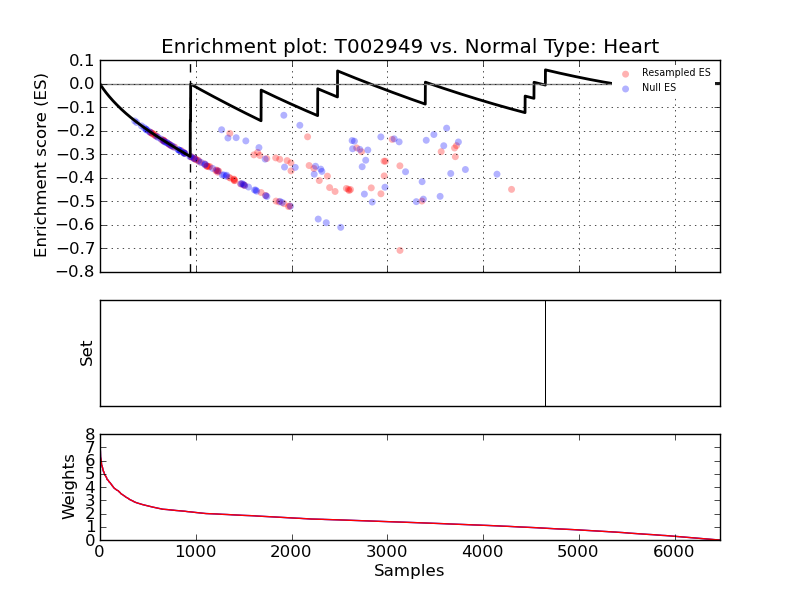 Enrichment plot: T002949 vs. Normal Type: Heart
Enrichment score (ES)
0.1
0.0
−0.1
−0.2
−0.3
−0.4
−0.5
−0.6
−0.7
−0.8
Resampled ES
Null ES
Set
Weights
8
7
6
5
4
3
2
1
0
0 1000 2000 3000 4000 5000 6000
Samples